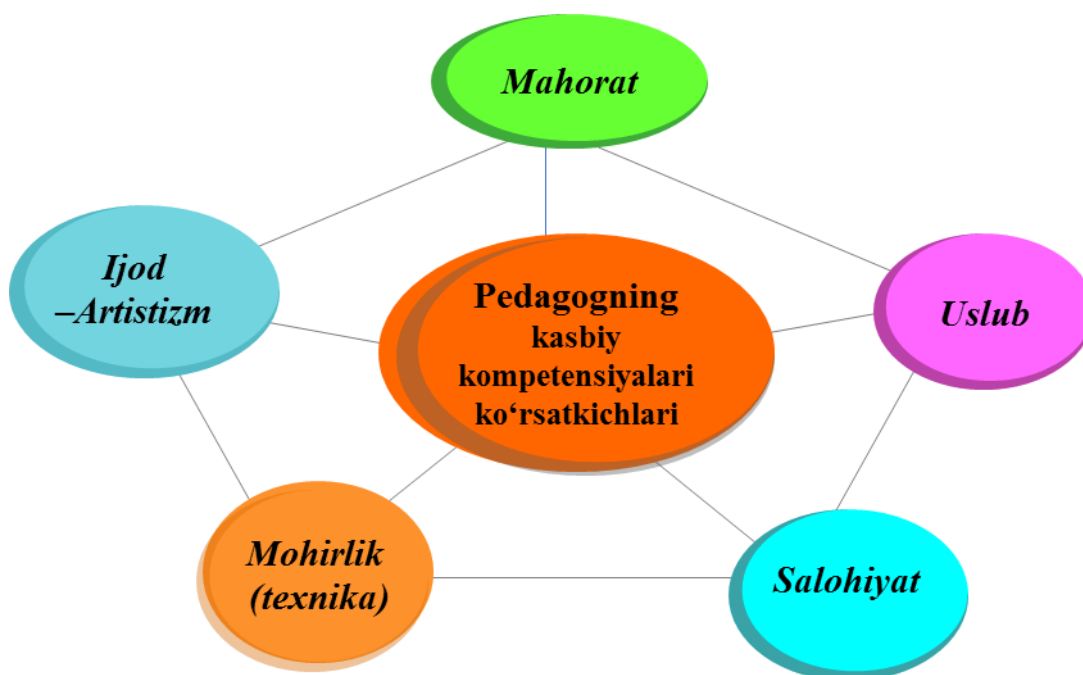 Mahorat
Ijod
–Artistizm
Pedagogning
kasbiy
kompetensiyalari
ko‘rsatkichlari
Uslub
Mohirlik
(texnika)
Salohiyat